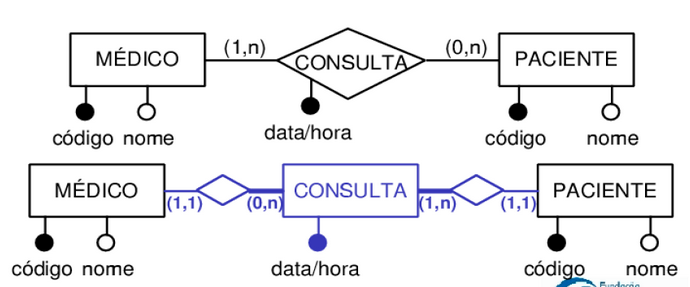 MÉDICO (1,n) CONSULTA (0,n) PACIENTE
código nome data/hora código nome
MÉDICO (1,1) (0,n) CONSULTA (1,n) (1,1) PACIENTE
código nome data/hora código nome
Fundação